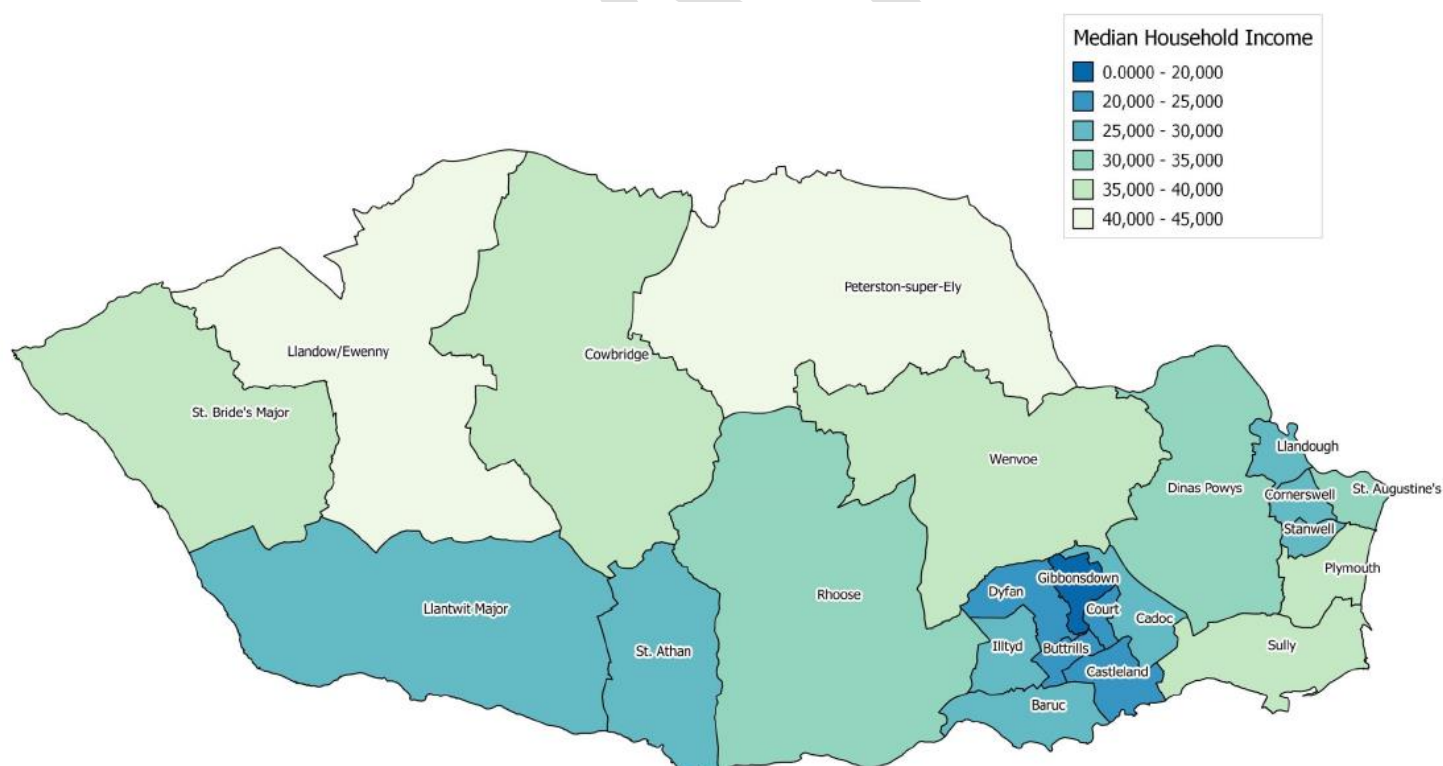 Median Household Income
0.0000 - 20,000
20,000 - 25,000
25,000 - 30,000
30,000 - 35,000
35,000 - 40,000
40,000 - 45,000
Peterston-super-Ely
Llandow/Ewenny
Cowbridge
St. Bride's Major
Llandough
Wenvoe
Dinas Powys
Cornerswell
St. Augustine's
Stanwell
Plymouth
Gibbonsdown
Dyfan
Rhoose
Court
Llantwit Major
Cadoc
Illtyd
Buttrills
Sully
St. Athan
Castleland
Baruc